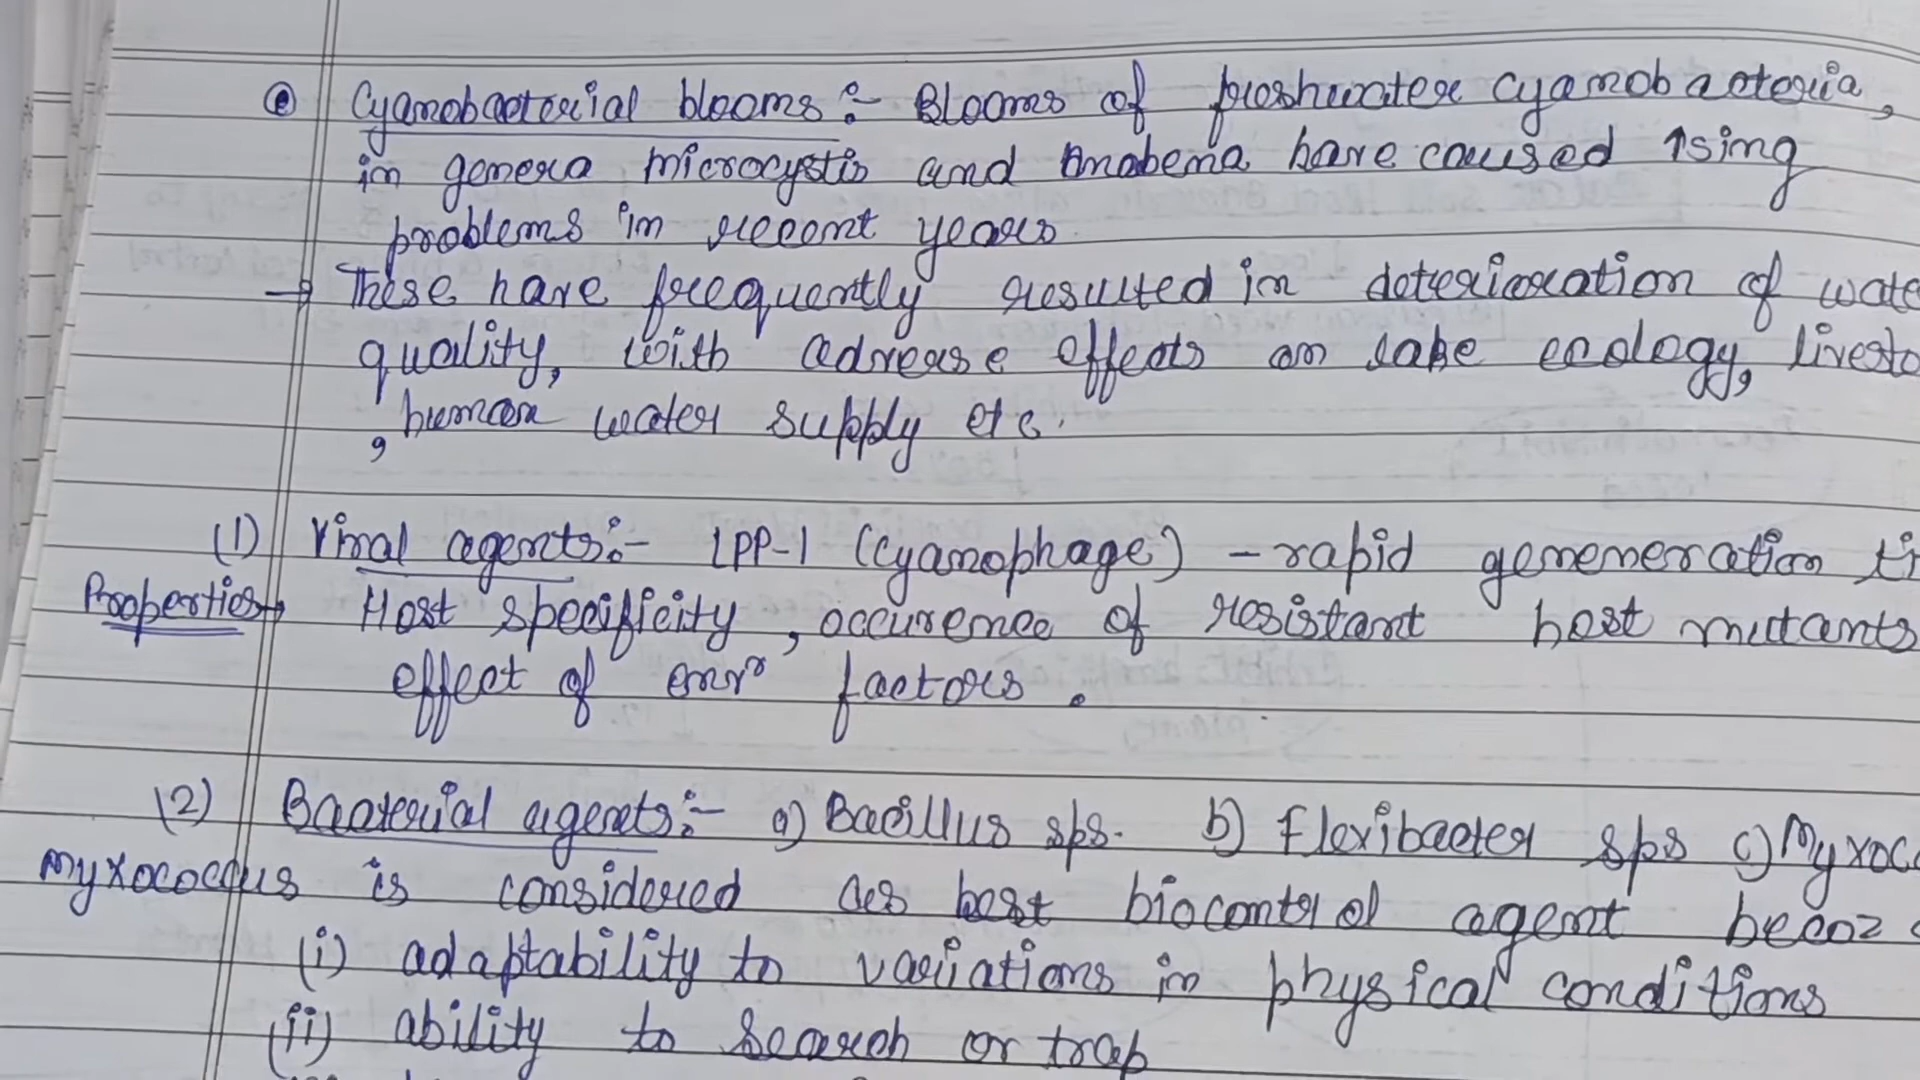 Cyanobacterial blooms :- Blooms of freshwater cyanobacteria,
in genera microcystis and Anabena have caused rising
problems in recent years
→ These have frequently resulted in deterioration of wate
quality, with adverse effects on lake ecology, livesto
, human water supply etc.
(1) Viral agents:- LPP-1 (Cyanophage) - rapid genemeration ti
Properties → Host specificity, occurence of resistant host mutants
effect of envr factors.
(2) Bacterial agents:- a) Bacillus sps. b) Flexibacter sps c) Myxoc
Myxococcus is considered as best biocontrol agent becoz
(i) adaptability to variations in physical conditions
(ii) ability to search or trap